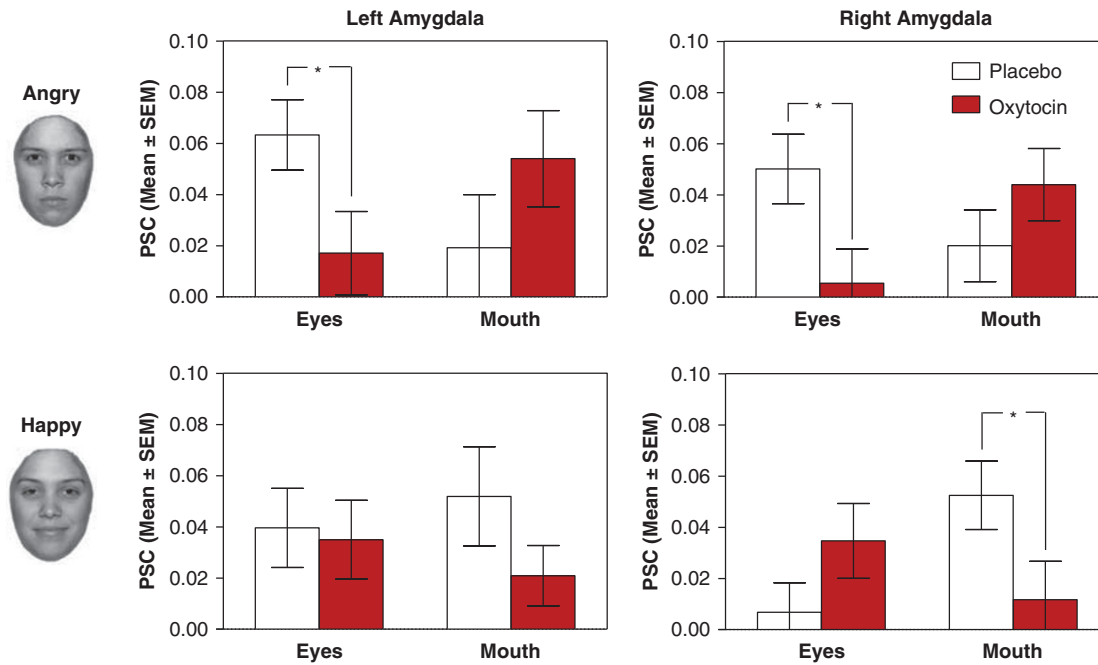 Left Amygdala
Right Amygdala
Angry
PSC (Mean ± SEM)
0.10
0.08
0.06
0.04
0.02
0.00
*
Eyes
Mouth
PSC (Mean ± SEM)
0.10
0.08
0.06
0.04
0.02
0.00
*
Placebo
Oxytocin
Eyes
Mouth
Happy
PSC (Mean ± SEM)
0.10
0.08
0.06
0.04
0.02
0.00
Eyes
Mouth
PSC (Mean ± SEM)
0.10
0.08
0.06
0.04
0.02
0.00
*
Eyes
Mouth